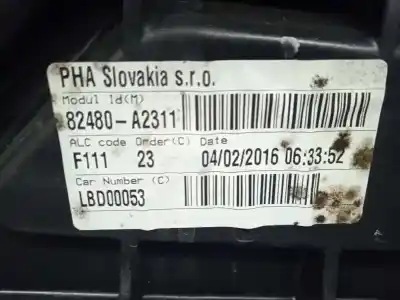 PHA Slovakia s.r.o.
Modul id(M)
82480-A2311
ALC code Order(C) Date
F111 23 04/02/2016 06:33:52
Car Number (C)
LBD00053